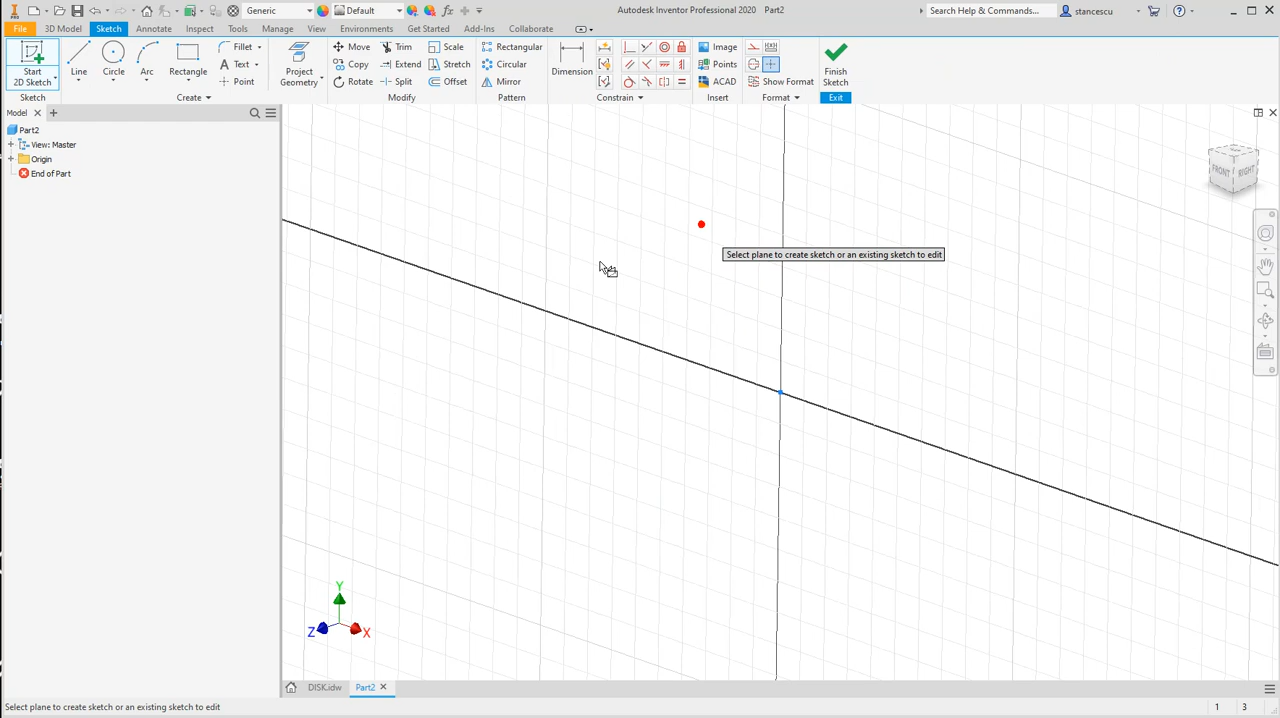 PRO
Generic
Default
fx
Autodesk Inventor Professional 2020 Part2
Search Help & Commands...
stancescu
File 3D Model Sketch Annotate Inspect Tools Manage View Environments Get Started Add-Ins Collaborate
Start
2D Sketch
Line
Circle
Arc
Rectangle
Fillet
Text
Point
Project
Geometry
Move
Copy
Rotate
Trim
Extend
Split
Scale
Stretch
Offset
Rectangular
Circular
Mirror
Dimension
Image
Points
ACAD
Show Format
Finish
Sketch
Sketch Create Modify Pattern Constrain Insert Format Exit
Model
Part2
View: Master
Origin
End of Part
FRONT RIGHT
Select plane to create sketch or an existing sketch to edit
Y
Z
X
DISK.idw Part2
Select plane to create sketch or an existing sketch to edit
1 3